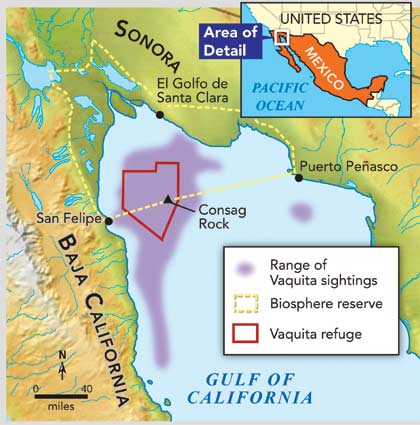 UNITED STATES
Area of
Detail
MEXICO
PACIFIC
OCEAN
SONORA
El Golfo de
Santa Clara
Puerto Peñasco
San Felipe
Consag
Rock
BAJA CALIFORNIA
Range of
Vaquita sightings
Biosphere reserve
Vaquita refuge
N
0 40
miles
GULF OF
CALIFORNIA